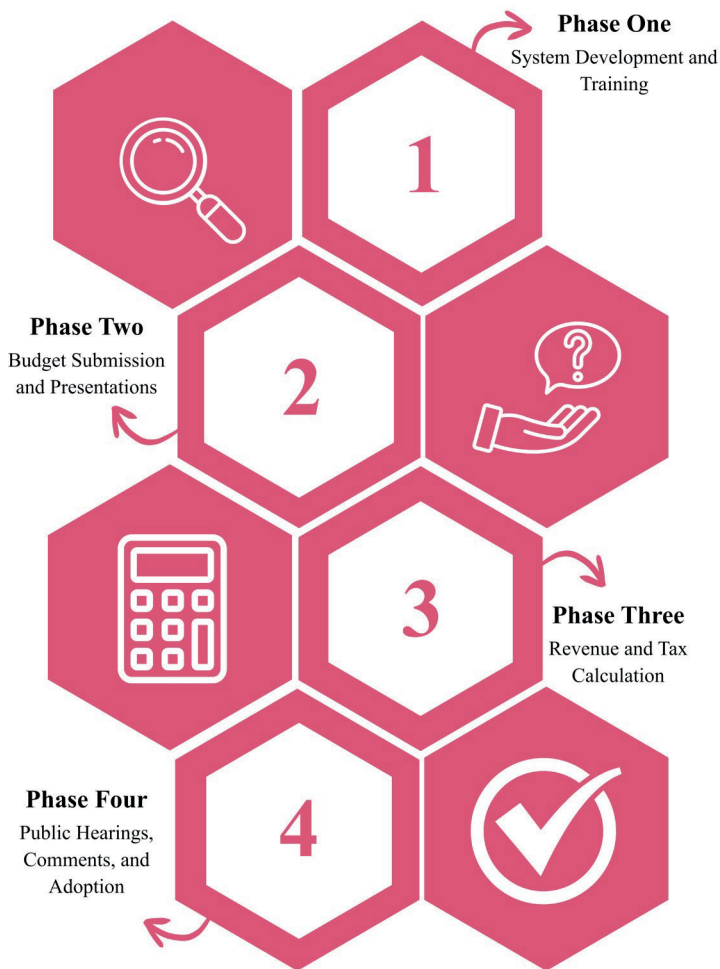 Phase One
System Development and
Training
1
Phase Two
Budget Submission
and Presentations
2
?
3
Phase Three
Revenue and Tax
Calculation
Phase Four
Public Hearings,
Comments, and
Adoption
4